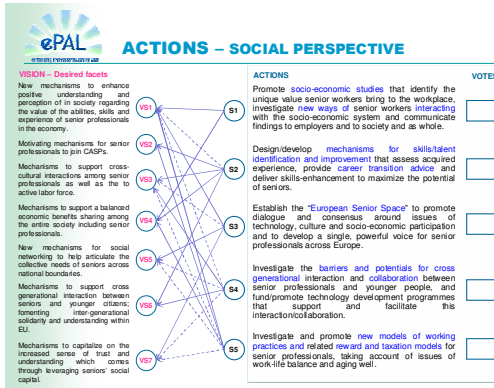 ePAL
ACTIONS – SOCIAL PERSPECTIVE
VISION – Desired facets
New mechanisms to enhance
positive understanding and
perception of in society regarding
the value of the abilities, skills and
experience of senior professionals
in the economy.
Motivating mechanisms for senior
professionals to join CASPs.
Mechanisms to support cross-
cultural interactions among senior
professionals as well as the to
active labor force.
Mechanisms to support a balanced
economic benefits sharing among
the entire society including senior
professionals.
New mechanisms for social
networking to help articulate the
collective needs of seniors across
national boundaries.
Mechanisms to support cross
generational interaction between
seniors and younger citizens;
fomenting inter-generational
solidarity and understanding within
EU.
Mechanisms to capitalize on the
increased sense of trust and
understanding which comes
through leveraging seniors' social
capital.
VS1
VS2
VS3
VS4
VS5
VS6
VS7
S1
S2
S3
S4
S5
ACTIONS
VOTES
Promote socio-economic studies that identify the
unique value senior workers bring to the workplace,
investigate new ways of senior workers interacting
with the socio-economic system and communicate
findings to employers and to society and as whole.
Design/develop mechanisms for skills/talent
identification and improvement that assess acquired
experience, provide career transition advice and
deliver skills-enhancement to maximize the potential
of seniors.
Establish the "European Senior Space" to promote
dialogue and consensus around issues of
technology, culture and socio-economic participation
and to develop a single, powerful voice for senior
professionals across Europe.
Investigate the barriers and potentials for cross
generational interaction and collaboration between
senior professionals and younger people, and
fund/promote technology development programmes
that support and facilitate this
interaction/collaboration.
Investigate and promote new models of working
practices and related reward and taxation models for
senior professionals, taking account of issues of
work-life balance and aging well.